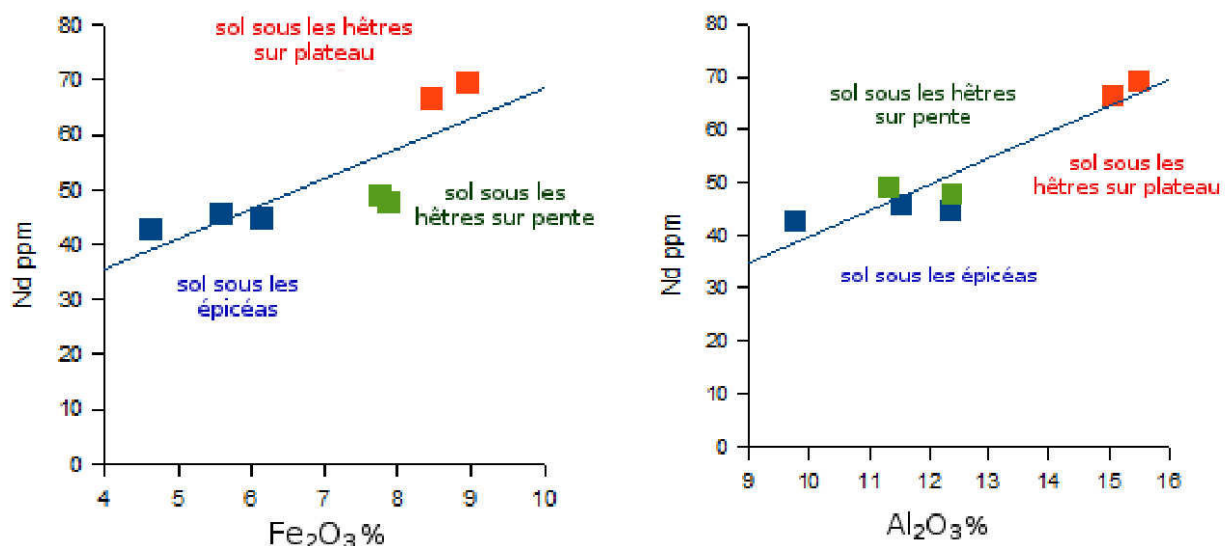 80
70
60
50
40
30
20
10
0
Nd ppm
sol sous les hêtres
sur plateau
sol sous les
hêtres sur pente
sol sous les
épicéas
4 5 6 7 8 9 10
Fe₂O₃%
80
70
60
50
40
30
20
10
0
Nd ppm
sol sous les hêtres
sur pente
sol sous les
hêtres sur plateau
sol sous les épicéas
9 10 11 12 13 14 15 16
Al₂O₃%